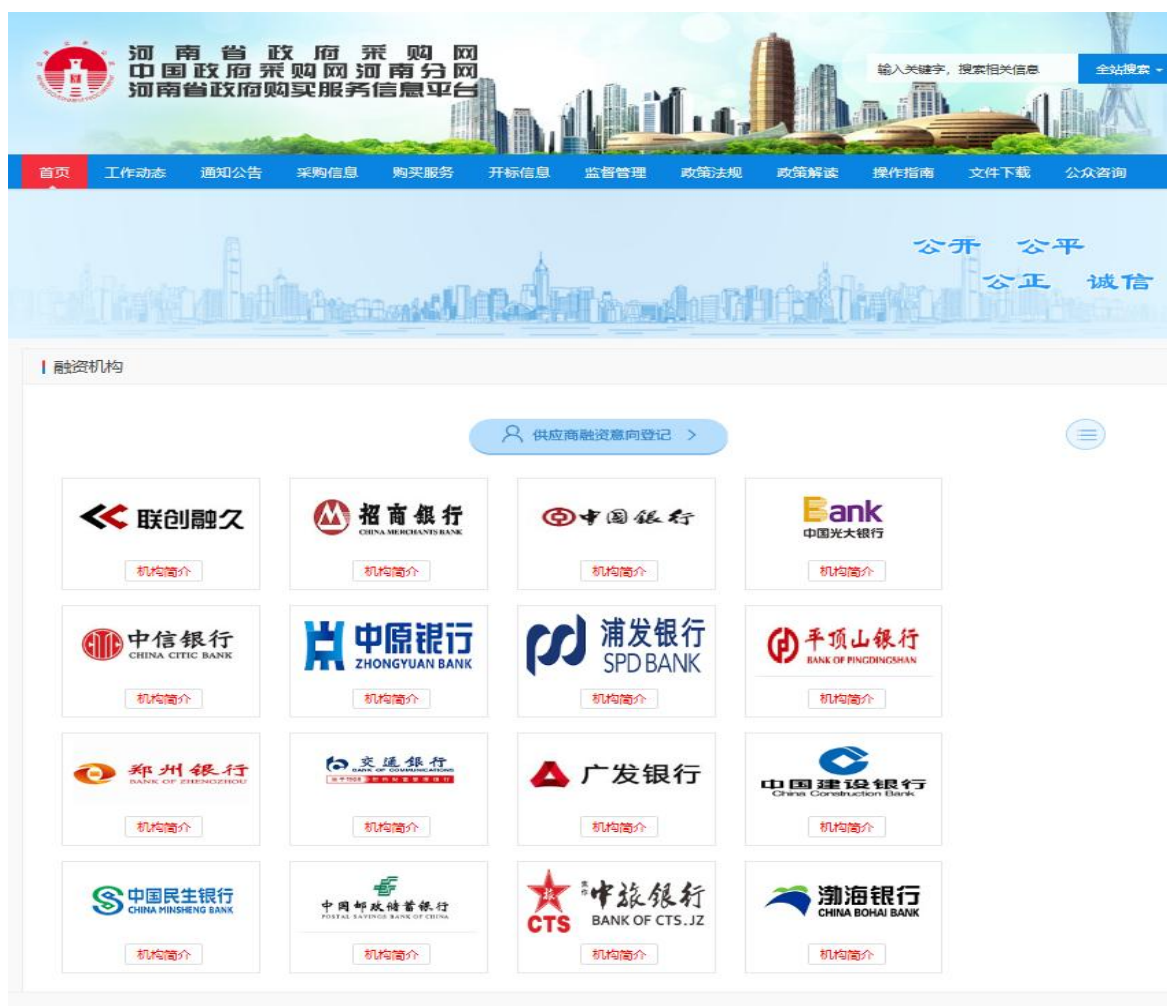 河南省政府采购网
中国政府采购网河南分网
河南省政府购买服务信息平台
输入关键字，搜索相关信息 全站搜索
首页 工作动态 通知公告 采购信息 购买服务 开标信息 监督管理 政策法规 政策解读 操作指南 文件下载 公众咨询
公开 公平
公正 诚信
融资机构
供应商融资意向登记 >
联创融久 招商银行 中国银行 Bank
CHINA MERCHANTS BANK 中国光大银行
机构简介 机构简介 机构简介 机构简介
中信银行 中原银行 浦发银行 平顶山银行
CHINA CITIC BANK ZHONGYUAN BANK SPD BANK BANK OF PINGDINGSHAN
机构简介 机构简介 机构简介 机构简介
郑州银行 交通银行 广发银行 中国建设银行
BANK OF ZHENGZHOU BANK OF COMMUNICATIONS China Construction Bank
机构简介 机构简介 机构简介 机构简介
中国民生银行 中国邮政储蓄银行 旅 焦作 中旅银行 渤海银行
CHINA MINSHENG BANK POSTAL SAVINGS BANK OF CHINA CTS BANK OF CTS.JZ CHINA BOHAI BANK
机构简介 机构简介 机构简介 机构简介